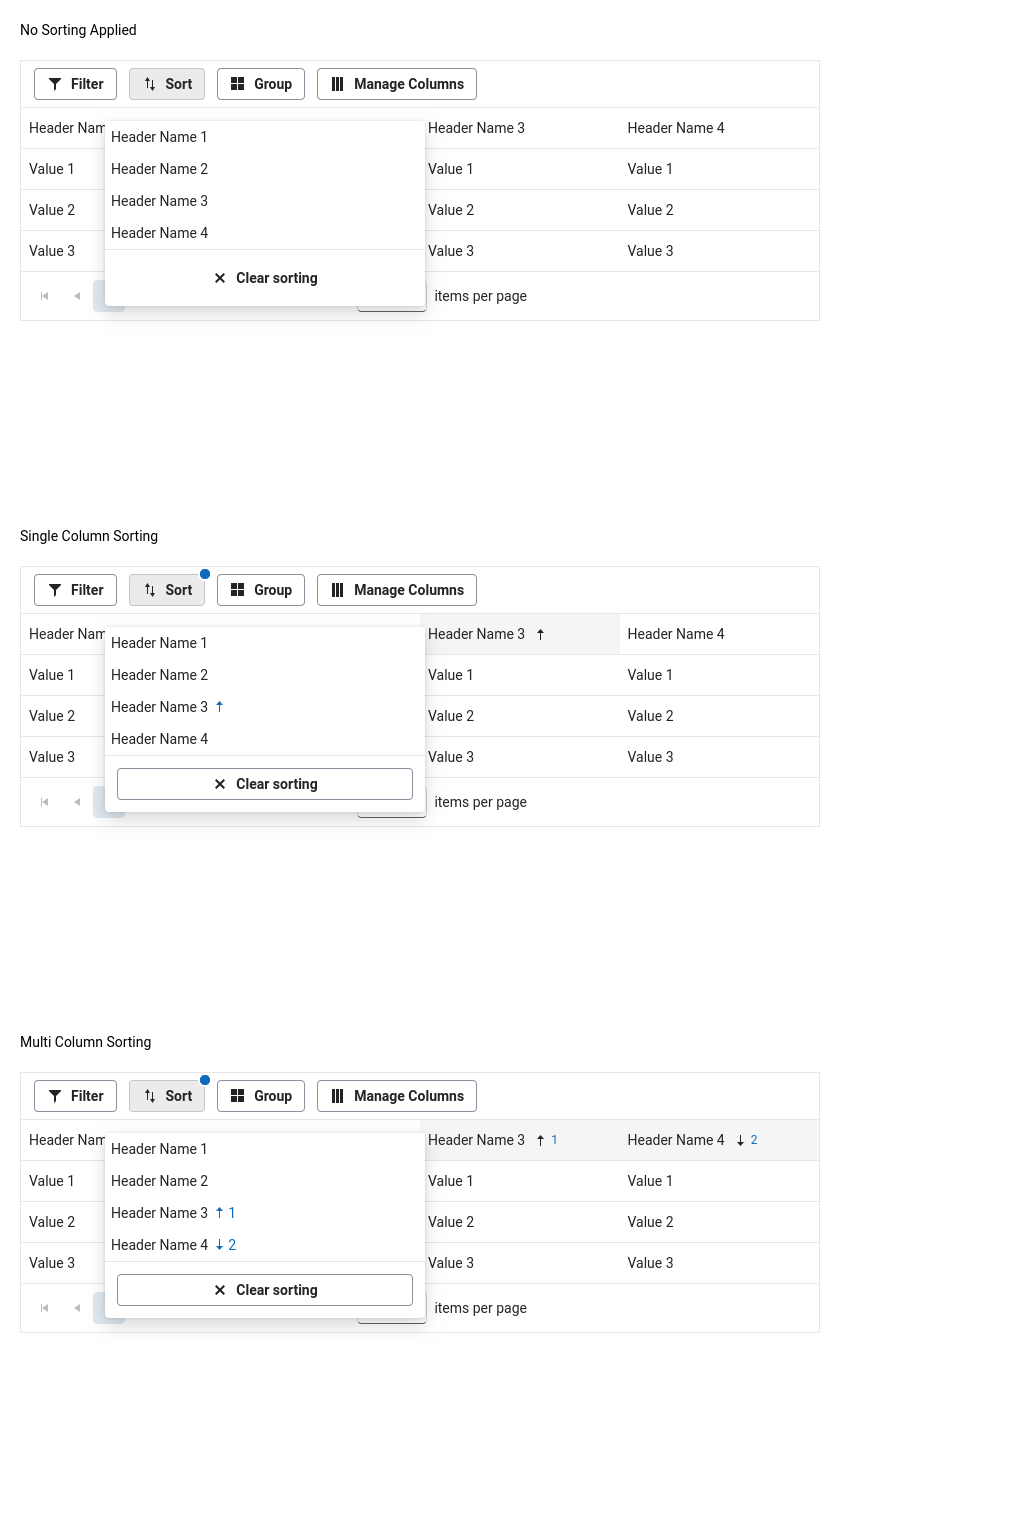 No Sorting Applied
Filter Sort Group Manage Columns
Header Nam Header Name 3 Header Name 4
Header Name 1
Value 1 Header Name 2 Value 1 Value 1
Header Name 3
Value 2 Value 2 Value 2
Header Name 4
Value 3 Value 3 Value 3
Clear sorting
items per page
Single Column Sorting
Filter Sort Group Manage Columns
Header Nam Header Name 3 Header Name 4
Header Name 1
Value 1 Header Name 2 Value 1 Value 1
Header Name 3
Value 2 Value 2 Value 2
Header Name 4
Value 3 Value 3 Value 3
Clear sorting
items per page
Multi Column Sorting
Filter Sort Group Manage Columns
Header Nam Header Name 3 1 Header Name 4 2
Header Name 1
Value 1 Header Name 2 Value 1 Value 1
Header Name 3 1
Value 2 Value 2 Value 2
Header Name 4 2
Value 3 Value 3 Value 3
Clear sorting
items per page